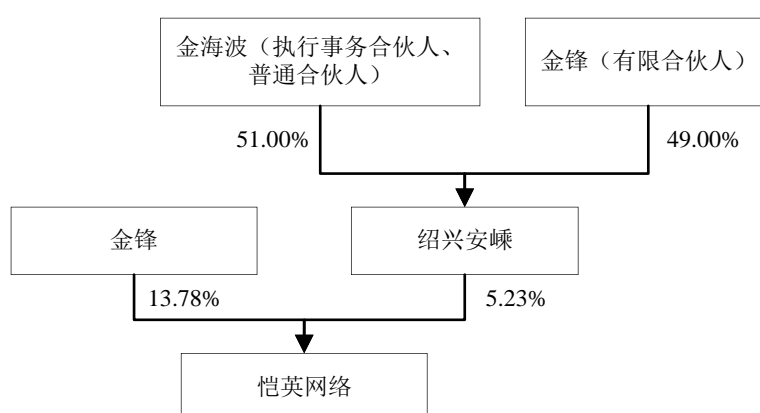 金海波（执行事务合伙人、
普通合伙人）
金锋（有限合伙人）
51.00%
49.00%
金锋
绍兴安嵊
13.78%
5.23%
恺英网络